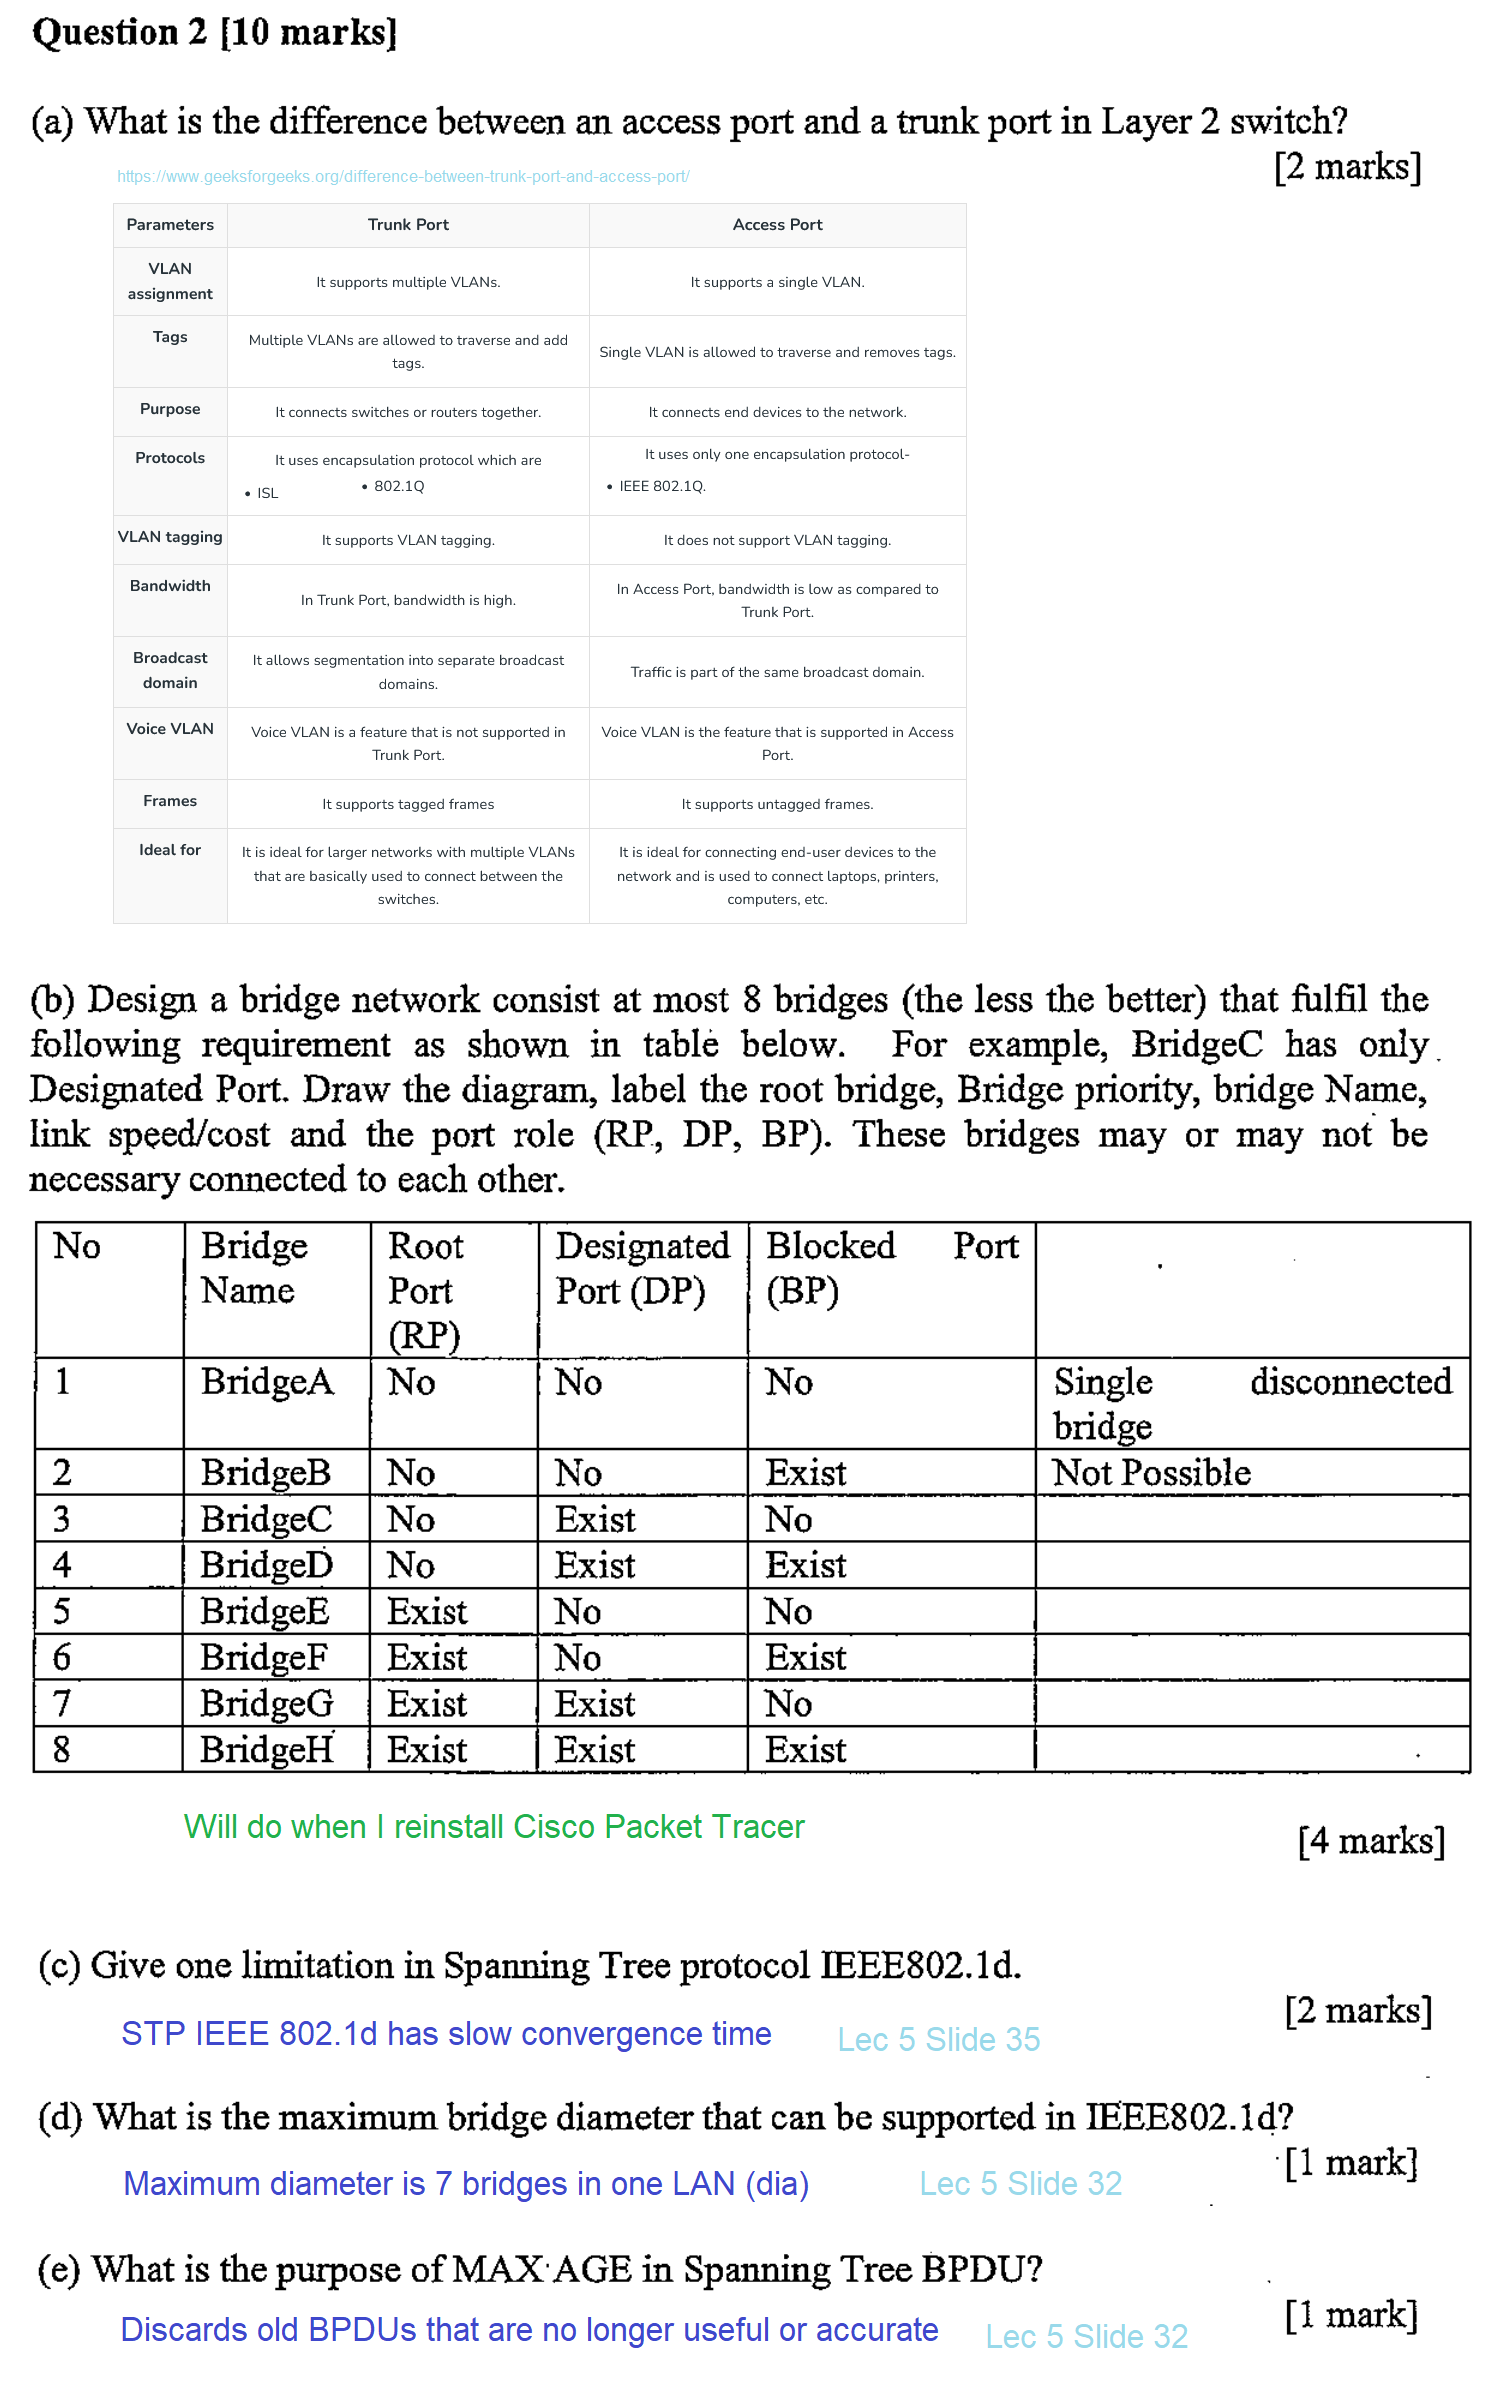 Question 2 [10 marks]
(a) What is the difference between an access port and a trunk port in Layer 2 switch?
[2 marks]
https://www.geeksforgeeks.org/difference-between-trunk-port-and-access-port/
Parameters Trunk Port Access Port
VLAN assignment It supports multiple VLANs. It supports a single VLAN.
Tags Multiple VLANs are allowed to traverse and add tags. Single VLAN is allowed to traverse and removes tags.
Purpose It connects switches or routers together. It connects end devices to the network.
Protocols It uses encapsulation protocol which are • ISL • 802.1Q It uses only one encapsulation protocol- • IEEE 802.1Q.
VLAN tagging It supports VLAN tagging. It does not support VLAN tagging.
Bandwidth In Trunk Port, bandwidth is high. In Access Port, bandwidth is low as compared to Trunk Port.
Broadcast domain It allows segmentation into separate broadcast domains. Traffic is part of the same broadcast domain.
Voice VLAN Voice VLAN is a feature that is not supported in Trunk Port. Voice VLAN is the feature that is supported in Access Port.
Frames It supports tagged frames It supports untagged frames.
Ideal for It is ideal for larger networks with multiple VLANs that are basically used to connect between the switches. It is ideal for connecting end-user devices to the network and is used to connect laptops, printers, computers, etc.
(b) Design a bridge network consist at most 8 bridges (the less the better) that fulfil the
following requirement as shown in table below. For example, BridgeC has only
Designated Port. Draw the diagram, label the root bridge, Bridge priority, bridge Name,
link speed/cost and the port role (RP, DP, BP). These bridges may or may not be
necessary connected to each other.
No Bridge Name Root Port (RP) Designated Port (DP) Blocked Port (BP)
1 BridgeA No No No Single disconnected bridge
2 BridgeB No No Exist Not Possible
3 BridgeC No Exist No
4 BridgeD No Exist Exist
5 BridgeE Exist No No
6 BridgeF Exist No Exist
7 BridgeG Exist Exist No
8 BridgeH Exist Exist Exist
Will do when I reinstall Cisco Packet Tracer
[4 marks]
(c) Give one limitation in Spanning Tree protocol IEEE802.1d.
[2 marks]
STP IEEE 802.1d has slow convergence time Lec 5 Slide 35
(d) What is the maximum bridge diameter that can be supported in IEEE802.1d?
[1 mark]
Maximum diameter is 7 bridges in one LAN (dia) Lec 5 Slide 32
(e) What is the purpose of MAX AGE in Spanning Tree BPDU?
[1 mark]
Discards old BPDUs that are no longer useful or accurate Lec 5 Slide 32